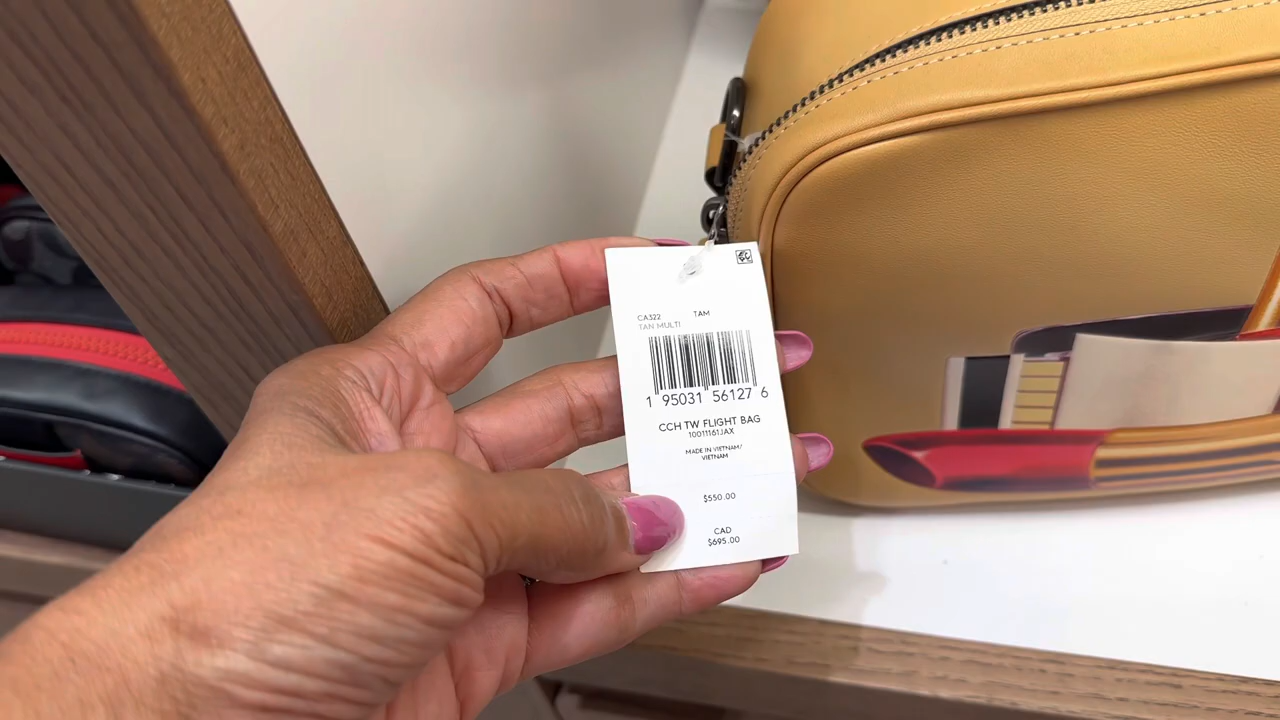 CA322 TAM
TAN MULTI
1 95031 56127 6
CCH TW FLIGHT BAG
10011161JAX
MADE IN VIETNAM/
VIETNAM
$550.00
CAD
$695.00